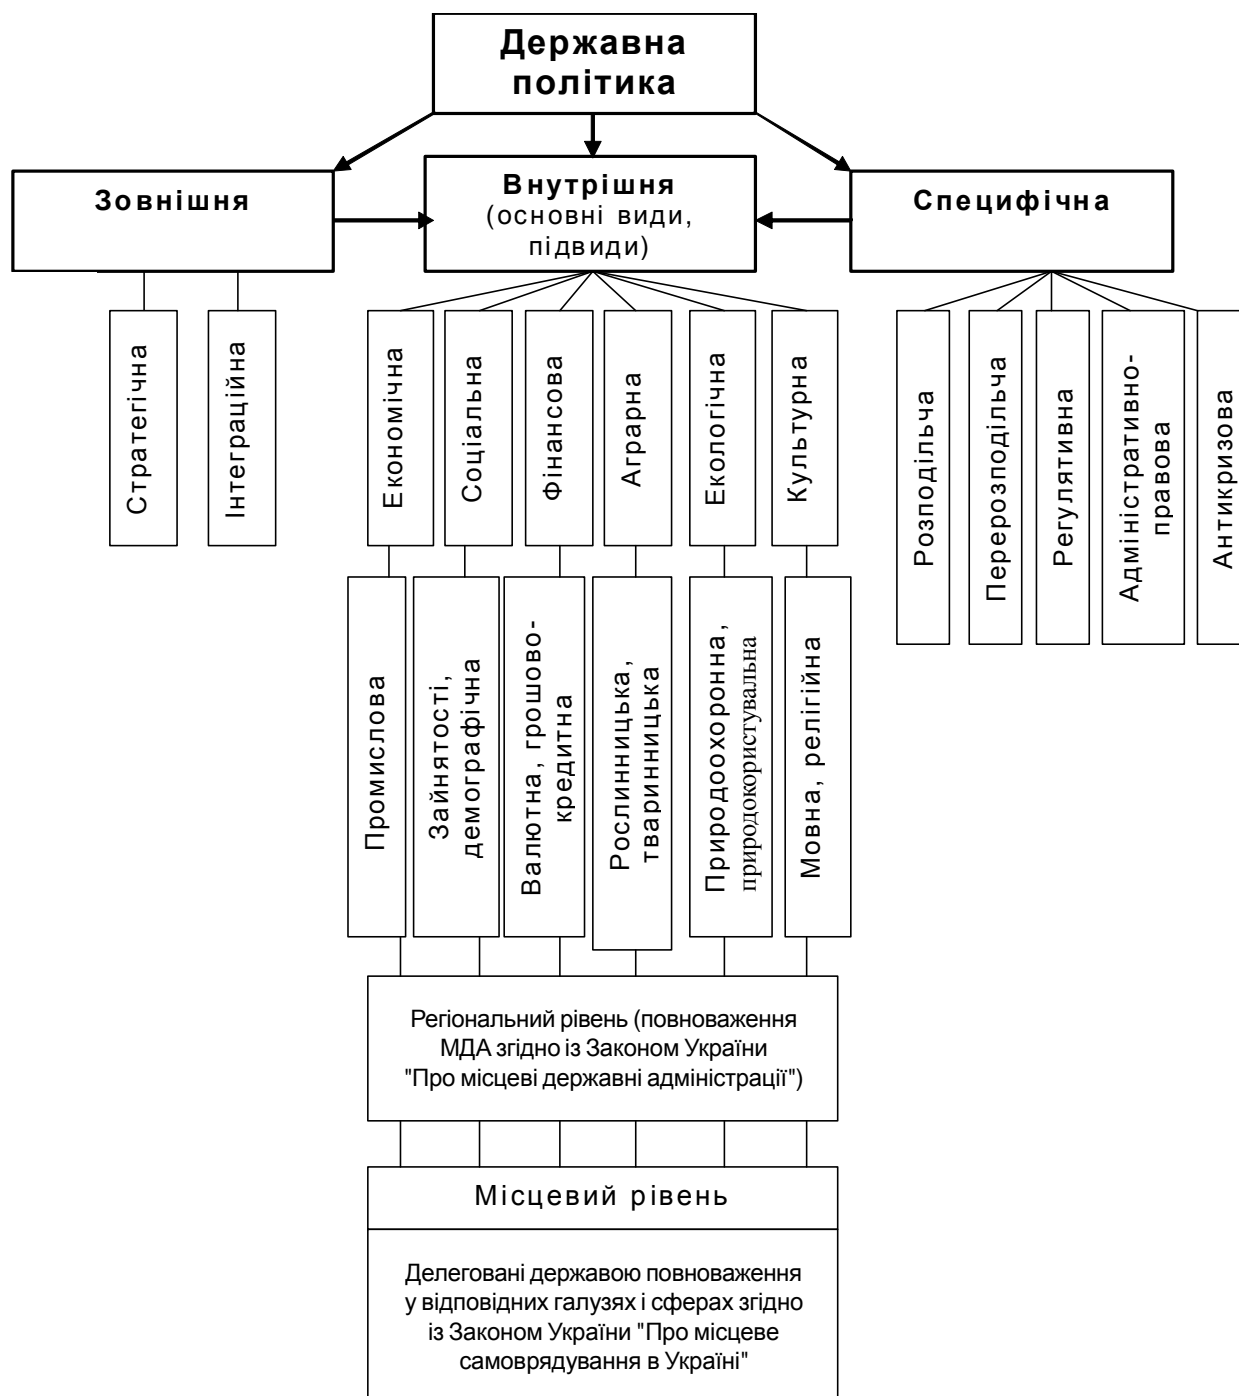 Державна
політика
Зовнішня
Внутрішня
(основні види,
підвиди)
Специфічна
Стратегічна
Інтеграційна
Економічна
Соціальна
Фінансова
Аграрна
Екологічна
Культурна
Розподільча
Перерозподільча
Регулятивна
Адміністративно-
правова
Антикризова
Промислова
Зайнятості,
демографічна
Валютна, грошово-
кредитна
Рослинницька,
тваринницька
Природоохоронна,
природокористувальна
Мовна, релігійна
Регіональний рівень (повноваження
МДА згідно із Законом України
"Про місцеві державні адміністрації")
Місцевий рівень
Делеговані державою повноваження
у відповідних галузях і сферах згідно
із Законом України "Про місцеве
самоврядування в Україні"